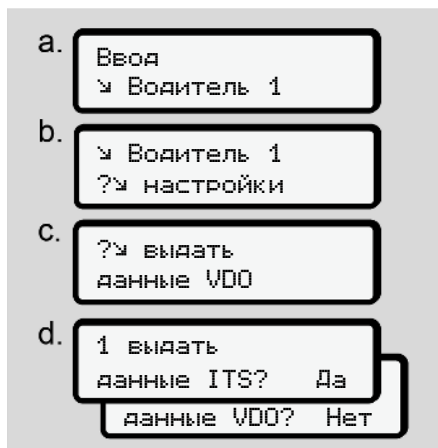 a.
Ввод
⇘ Водитель 1
b.
⇘ Водитель 1
?⇘ настройки
c.
?⇘ выдать
данные VDO
d.
1 выдать
данные ITS? Да
данные VDO? Нет